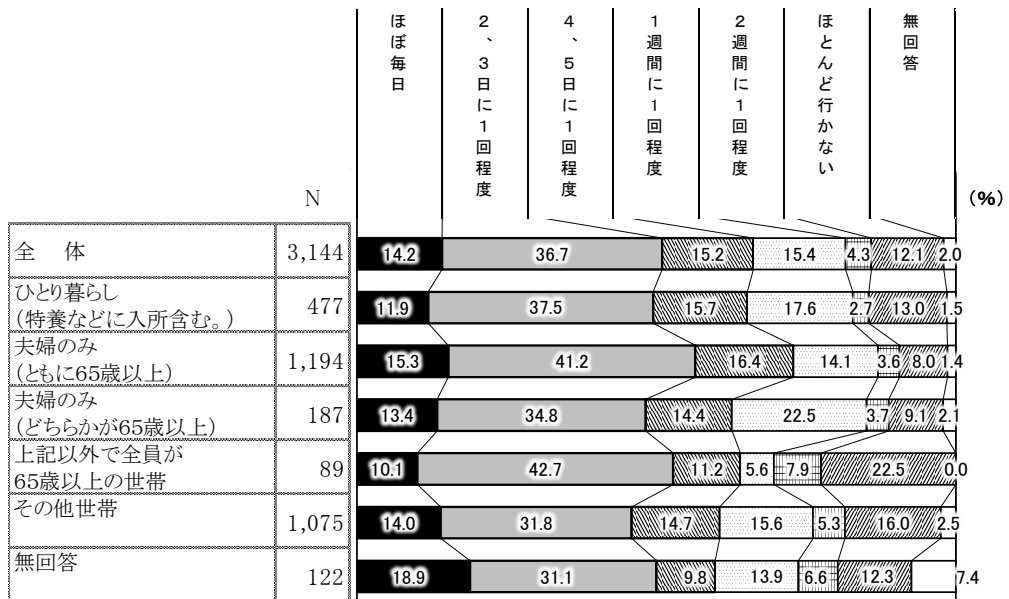 ほぼ毎日
２、３日に１回程度
４、５日に１回程度
１週間に１回程度
２週間に１回程度
ほとんど行かない
無回答
N
(%)
全　体 3,144 14.2 36.7 15.2 15.4 4.3 12.1 2.0
ひとり暮らし
（特養などに入所含む。） 477 11.9 37.5 15.7 17.6 2.7 13.0 1.5
夫婦のみ
（ともに65歳以上） 1,194 15.3 41.2 16.4 14.1 3.6 8.0 1.4
夫婦のみ
（どちらかが65歳以上） 187 13.4 34.8 14.4 22.5 3.7 9.1 2.1
上記以外で全員が
65歳以上の世帯 89 10.1 42.7 11.2 5.6 7.9 22.5 0.0
その他世帯
1,075 14.0 31.8 14.7 15.6 5.3 16.0 2.5
無回答
122 18.9 31.1 9.8 13.9 6.6 12.3 7.4